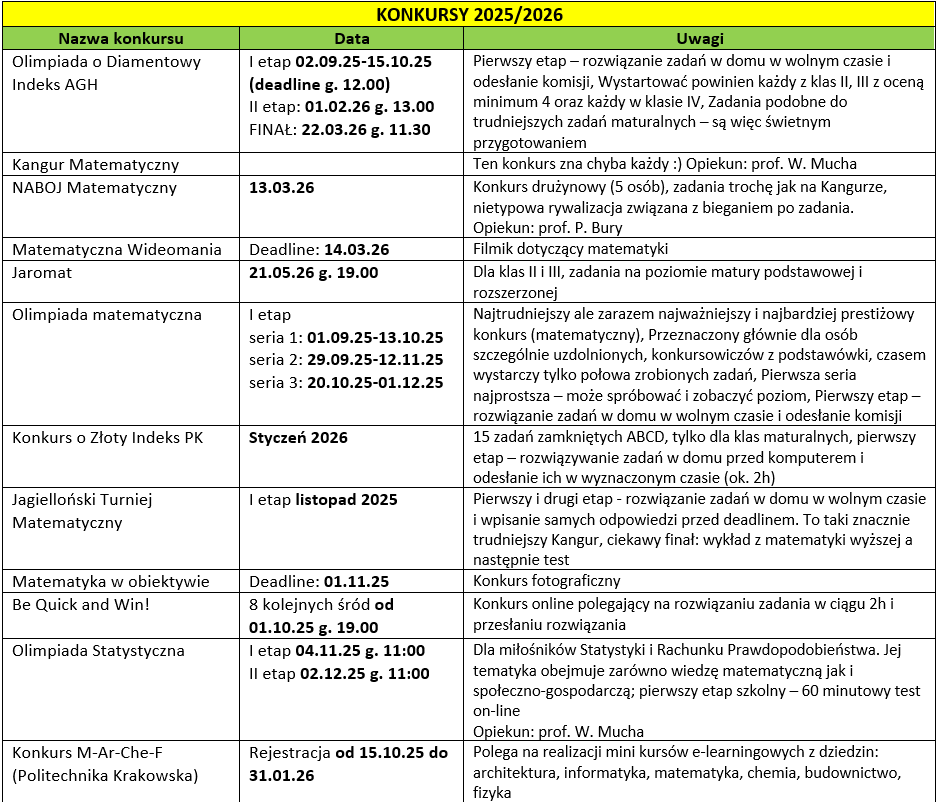 KONKURSY 2025/2026
Nazwa konkursu
Data
Uwagi
Olimpiada o Diamentowy
Indeks AGH
I etap 02.09.25-15.10.25
(deadline g. 12.00)
II etap: 01.02.26 g. 13.00
FINAŁ: 22.03.26 g. 11.30
Pierwszy etap – rozwiązanie zadań w domu w wolnym czasie i
odesłanie komisji, Wystartować powinien każdy z klas II, III z oceną
minimum 4 oraz każdy w klasie IV, Zadania podobne do
trudniejszych zadań maturalnych – są więc świetnym
przygotowaniem
Kangur Matematyczny
Ten konkurs zna chyba każdy :) Opiekun: prof. W. Mucha
NABOJ Matematyczny
13.03.26
Konkurs drużynowy (5 osób), zadania trochę jak na Kangurze,
nietypowa rywalizacja związana z bieganiem po zadania.
Opiekun: prof. P. Bury
Matematyczna Wideomania
Deadline: 14.03.26
Filmik dotyczący matematyki
Jaromat
21.05.26 g. 19.00
Dla klas II i III, zadania na poziomie matury podstawowej i
rozszerzonej
Olimpiada matematyczna
I etap
seria 1: 01.09.25-13.10.25
seria 2: 29.09.25-12.11.25
seria 3: 20.10.25-01.12.25
Najtrudniejszy ale zarazem najważniejszy i najbardziej prestiżowy
konkurs (matematyczny), Przeznaczony głównie dla osób
szczególnie uzdolnionych, konkursowiczów z podstawówki, czasem
wystarczy tylko połowa zrobionych zadań, Pierwsza seria
najprostsza – może spróbować i zobaczyć poziom, Pierwszy etap –
rozwiązanie zadań w domu w wolnym czasie i odesłanie komisji
Konkurs o Złoty Indeks PK
Styczeń 2026
15 zadań zamkniętych ABCD, tylko dla klas maturalnych, pierwszy
etap – rozwiązywanie zadań w domu przed komputerem i
odesłanie ich w wyznaczonym czasie (ok. 2h)
Jagielloński Turniej
Matematyczny
I etap listopad 2025
Pierwszy i drugi etap - rozwiązanie zadań w domu w wolnym czasie
i wpisanie samych odpowiedzi przed deadlinem. To taki znacznie
trudniejszy Kangur, ciekawy finał: wykład z matematyki wyższej a
następnie test
Matematyka w obiektywie
Deadline: 01.11.25
Konkurs fotograficzny
Be Quick and Win!
8 kolejnych śród od
01.10.25 g. 19.00
Konkurs online polegający na rozwiązaniu zadania w ciągu 2h i
przesłaniu rozwiązania
Olimpiada Statystyczna
I etap 04.11.25 g. 11:00
II etap 02.12.25 g. 11:00
Dla miłośników Statystyki i Rachunku Prawdopodobieństwa. Jej
tematyka obejmuje zarówno wiedzę matematyczną jak i
społeczno-gospodarczą; pierwszy etap szkolny – 60 minutowy test
on-line
Opiekun: prof. W. Mucha
Konkurs M-Ar-Che-F
(Politechnika Krakowska)
Rejestracja od 15.10.25 do
31.01.26
Polega na realizacji mini kursów e-learningowych z dziedzin:
architektura, informatyka, matematyka, chemia, budownictwo,
fizyka